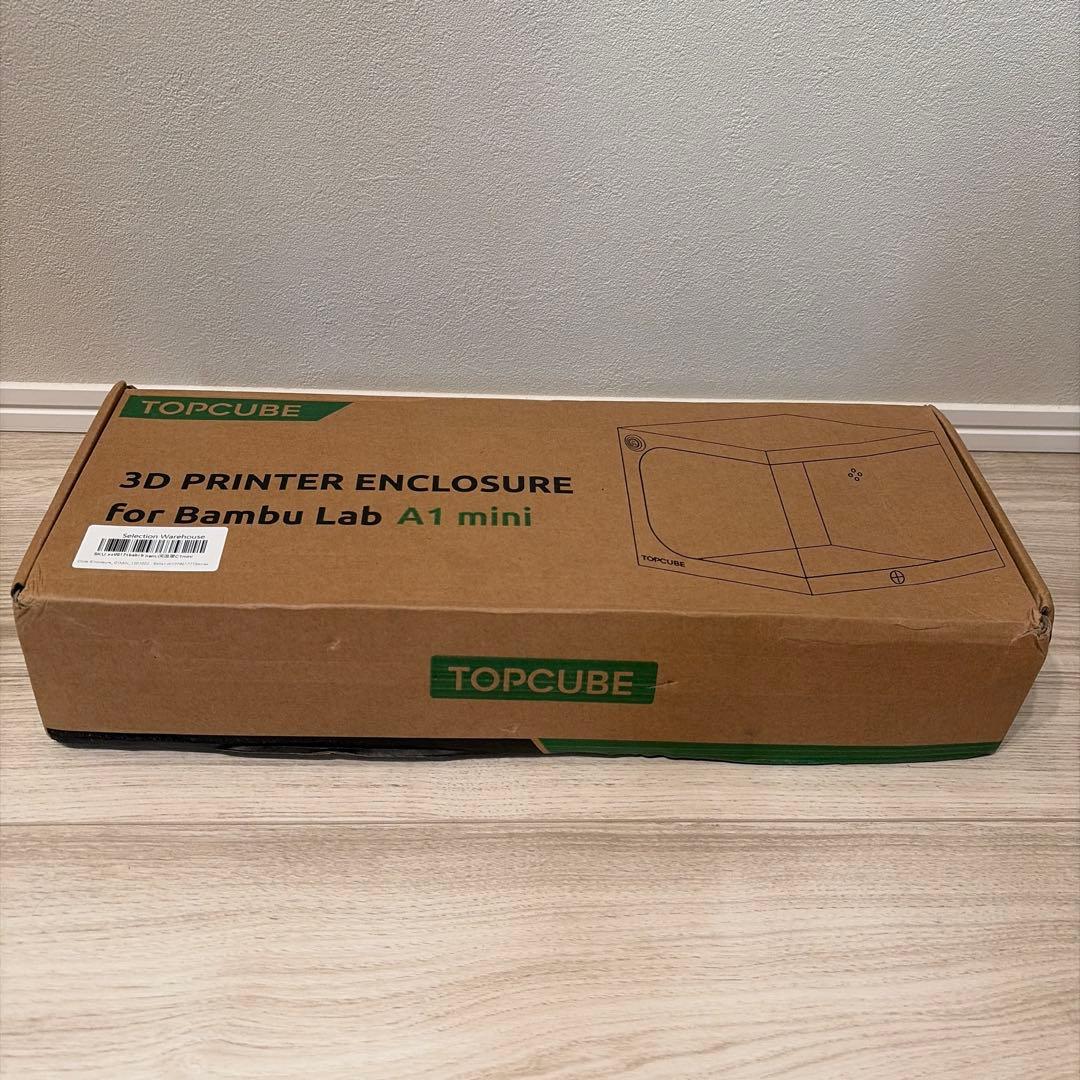 TOPCUBE
3D PRINTER ENCLOSURE
for Bambu Lab A1 mini
Selection Warehouse
TOPCUBE
TOPCUBE